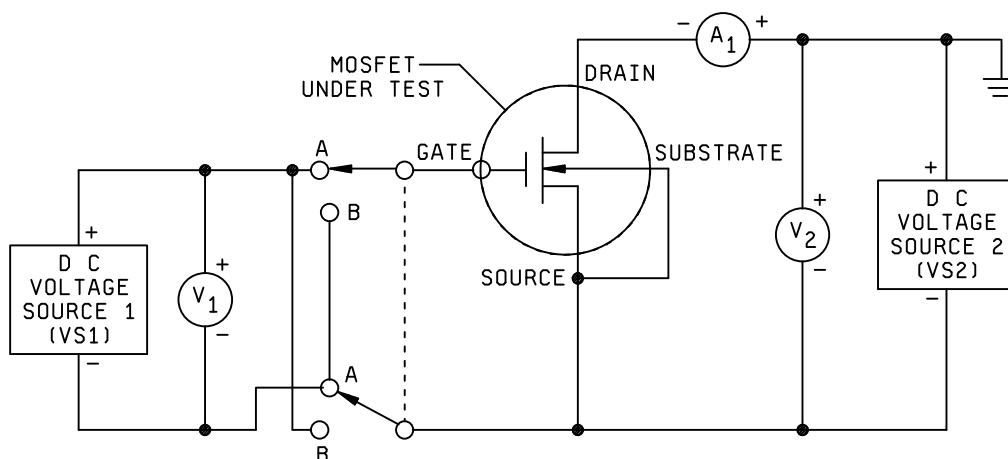 - A1 +
MOSFET
UNDER TEST
DRAIN
A
GATE
SUBSTRATE
B
+
D C
VOLTAGE
SOURCE 1
(VS1)
-
+
V1
-
SOURCE
+
V2
-
+
D C
VOLTAGE
SOURCE 2
(VS2)
-
A
B